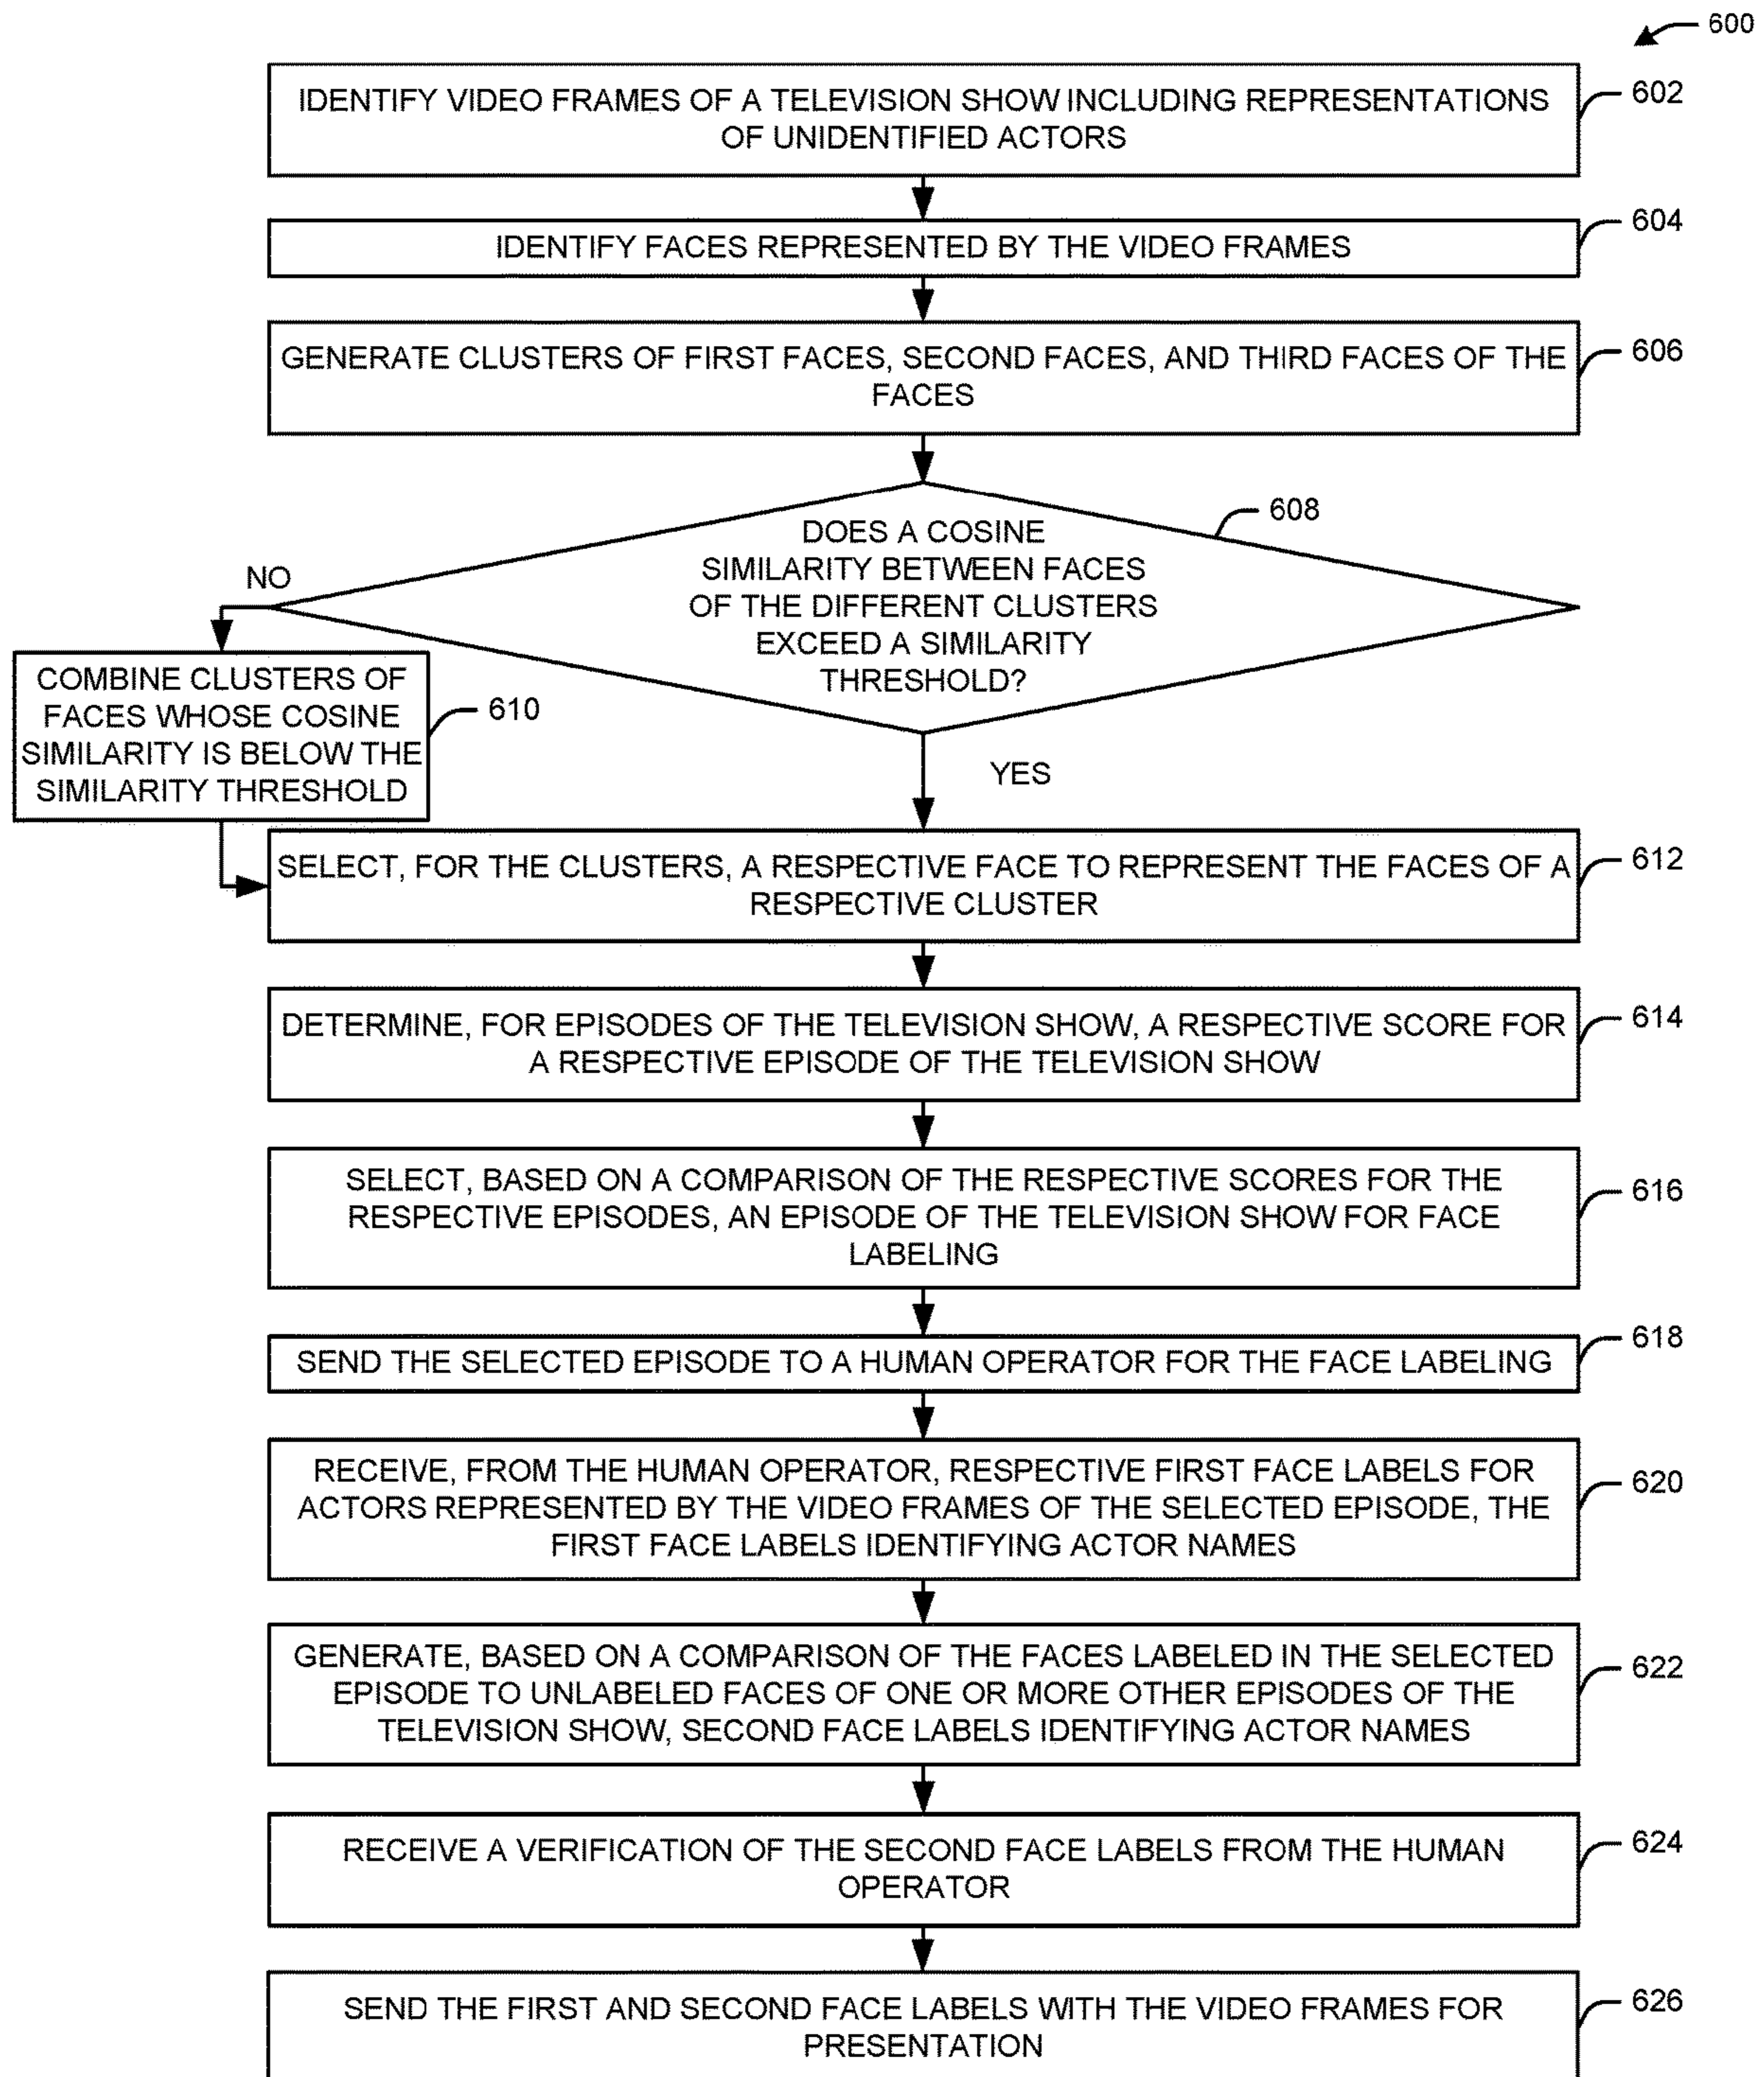 600
IDENTIFY VIDEO FRAMES OF A TELEVISION SHOW INCLUDING REPRESENTATIONS
OF UNIDENTIFIED ACTORS
602
IDENTIFY FACES REPRESENTED BY THE VIDEO FRAMES
604
GENERATE CLUSTERS OF FIRST FACES, SECOND FACES, AND THIRD FACES OF THE
FACES
606
DOES A COSINE
SIMILARITY BETWEEN FACES
OF THE DIFFERENT CLUSTERS
EXCEED A SIMILARITY
THRESHOLD?
608
NO
COMBINE CLUSTERS OF
FACES WHOSE COSINE
SIMILARITY IS BELOW THE
SIMILARITY THRESHOLD
610
YES
SELECT, FOR THE CLUSTERS, A RESPECTIVE FACE TO REPRESENT THE FACES OF A
RESPECTIVE CLUSTER
612
DETERMINE, FOR EPISODES OF THE TELEVISION SHOW, A RESPECTIVE SCORE FOR
A RESPECTIVE EPISODE OF THE TELEVISION SHOW
614
SELECT, BASED ON A COMPARISON OF THE RESPECTIVE SCORES FOR THE
RESPECTIVE EPISODES, AN EPISODE OF THE TELEVISION SHOW FOR FACE
LABELING
616
SEND THE SELECTED EPISODE TO A HUMAN OPERATOR FOR THE FACE LABELING
618
RECEIVE, FROM THE HUMAN OPERATOR, RESPECTIVE FIRST FACE LABELS FOR
ACTORS REPRESENTED BY THE VIDEO FRAMES OF THE SELECTED EPISODE, THE
FIRST FACE LABELS IDENTIFYING ACTOR NAMES
620
GENERATE, BASED ON A COMPARISON OF THE FACES LABELED IN THE SELECTED
EPISODE TO UNLABELED FACES OF ONE OR MORE OTHER EPISODES OF THE
TELEVISION SHOW, SECOND FACE LABELS IDENTIFYING ACTOR NAMES
622
RECEIVE A VERIFICATION OF THE SECOND FACE LABELS FROM THE HUMAN
OPERATOR
624
SEND THE FIRST AND SECOND FACE LABELS WITH THE VIDEO FRAMES FOR
PRESENTATION
626